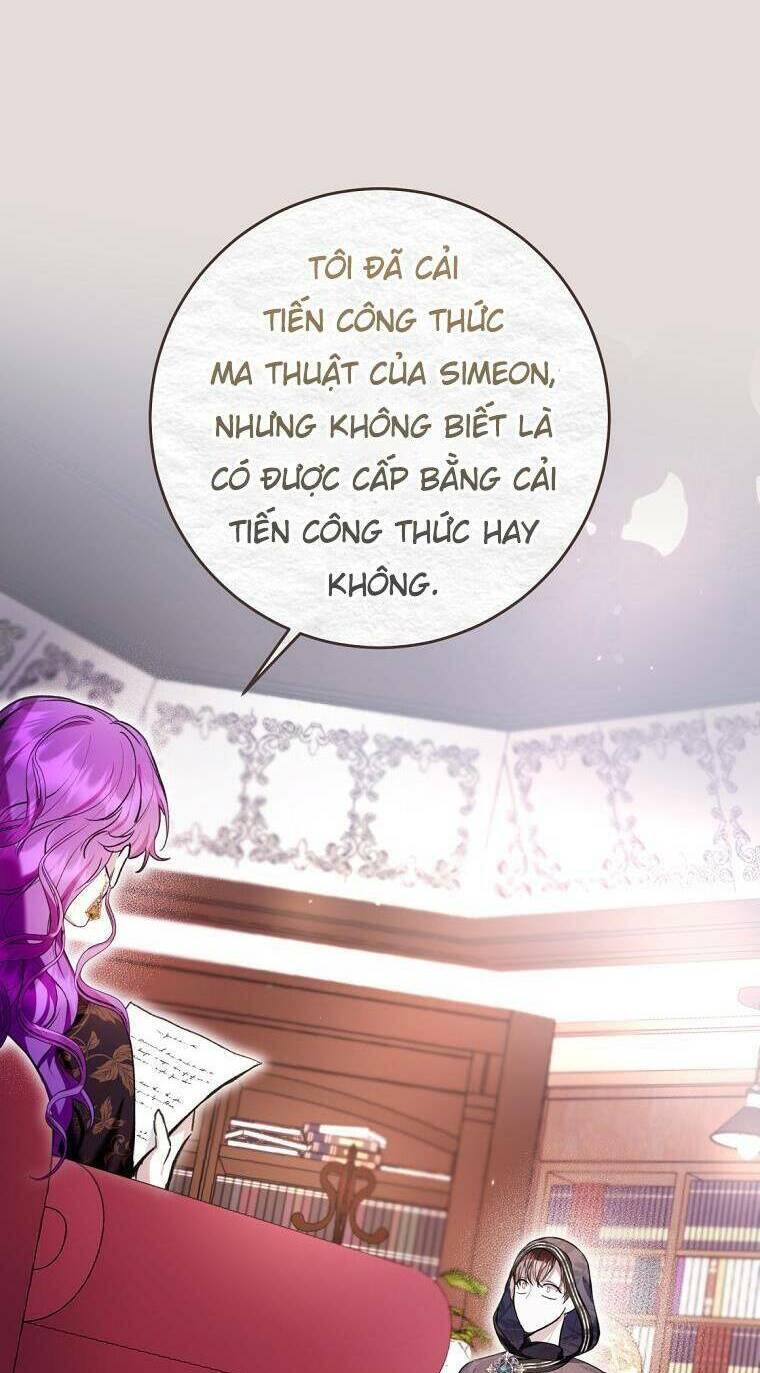 TÔI ĐÃ CẢI
TIẾN CÔNG THỨC
MA THUẬT CỦA SIMEON,
NHƯNG KHÔNG BIẾT LÀ
CÓ ĐƯỢC CẤP BẰNG CẢI
TIẾN CÔNG THỨC HAY
KHÔNG.